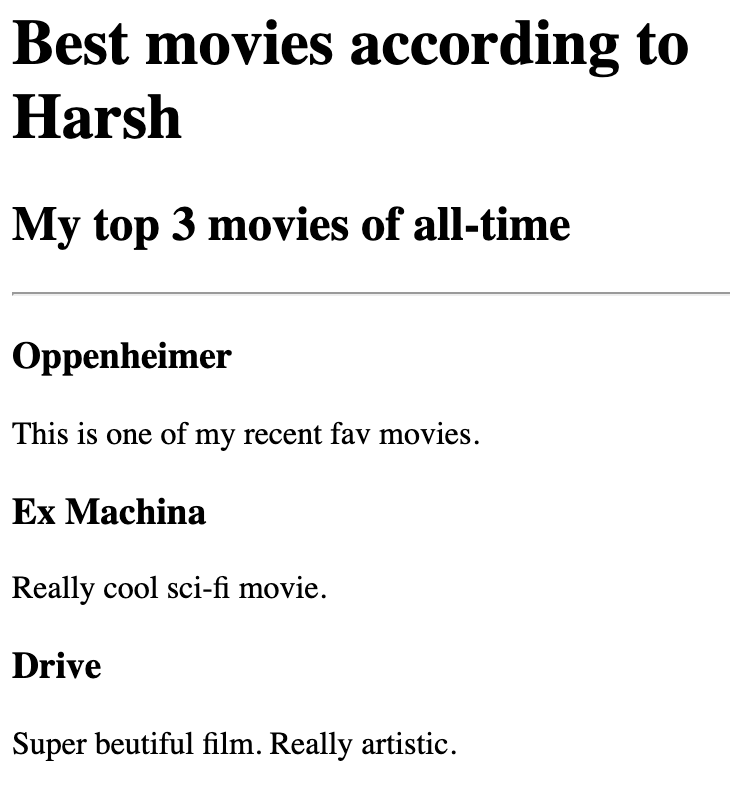 Best movies according to
Harsh
My top 3 movies of all-time
Oppenheimer
This is one of my recent fav movies.
Ex Machina
Really cool sci-fi movie.
Drive
Super beutiful film. Really artistic.